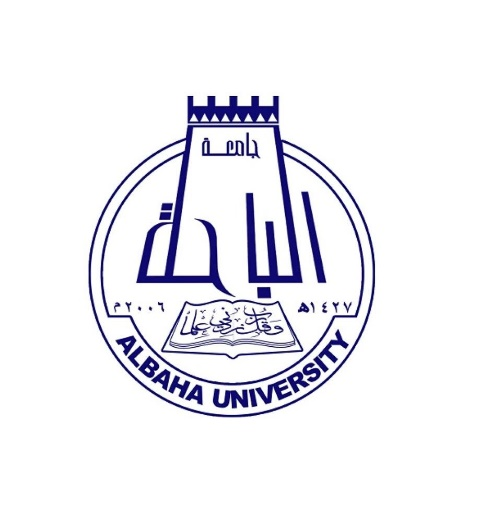 جامعة
الباحة
١٤٢٧هـ
٢٠٠٦م
وقل رب زدني علماً
ALBAHA UNIVERSITY